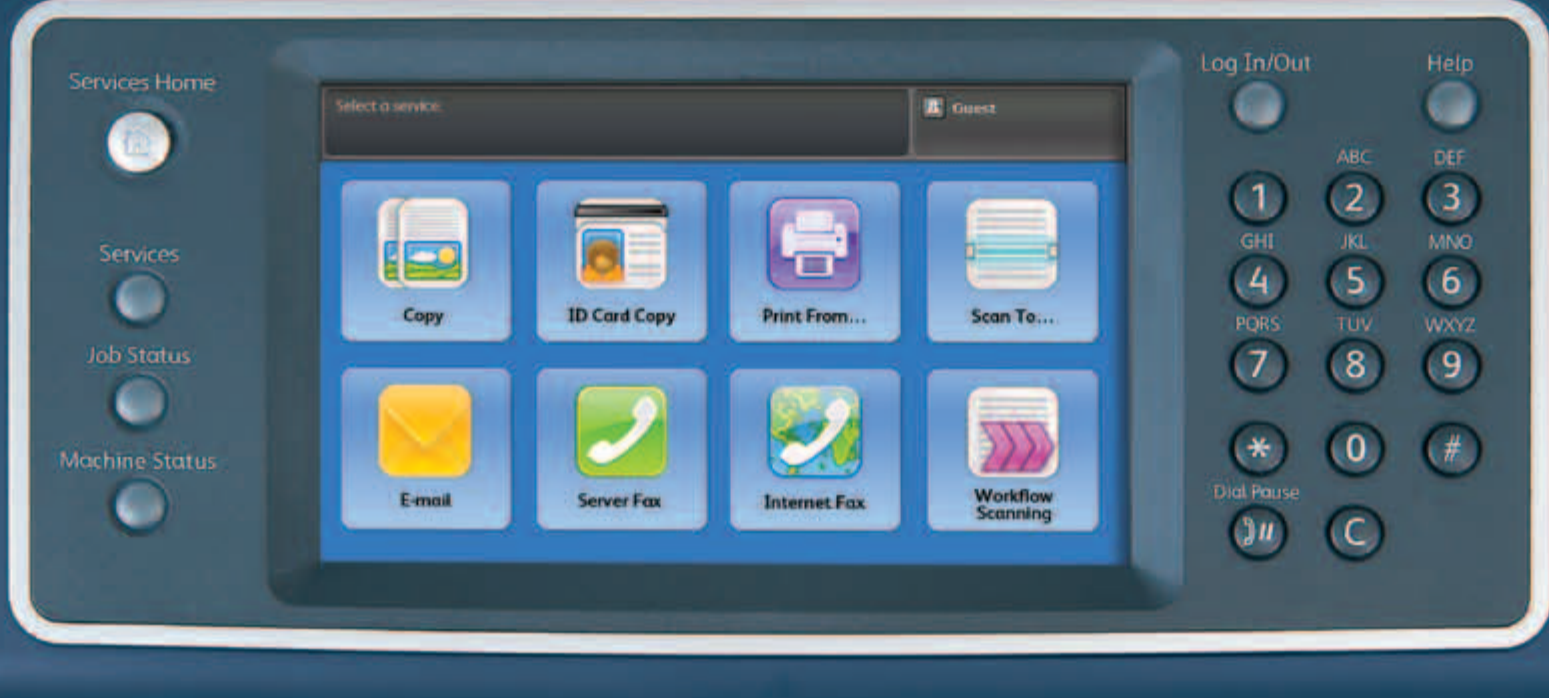 Services Home
Services
Job Status
Machine Status
Select a service.
Guest
Copy
ID Card Copy
Print From...
Scan To...
E-mail
Server Fax
Internet Fax
Workflow
Scanning
Log In/Out
Help
ABC DEF
1 2 3
GHI JKL MNO
4 5 6
PQRS TUV WXYZ
7 8 9
* 0 #
Dial Pause
C